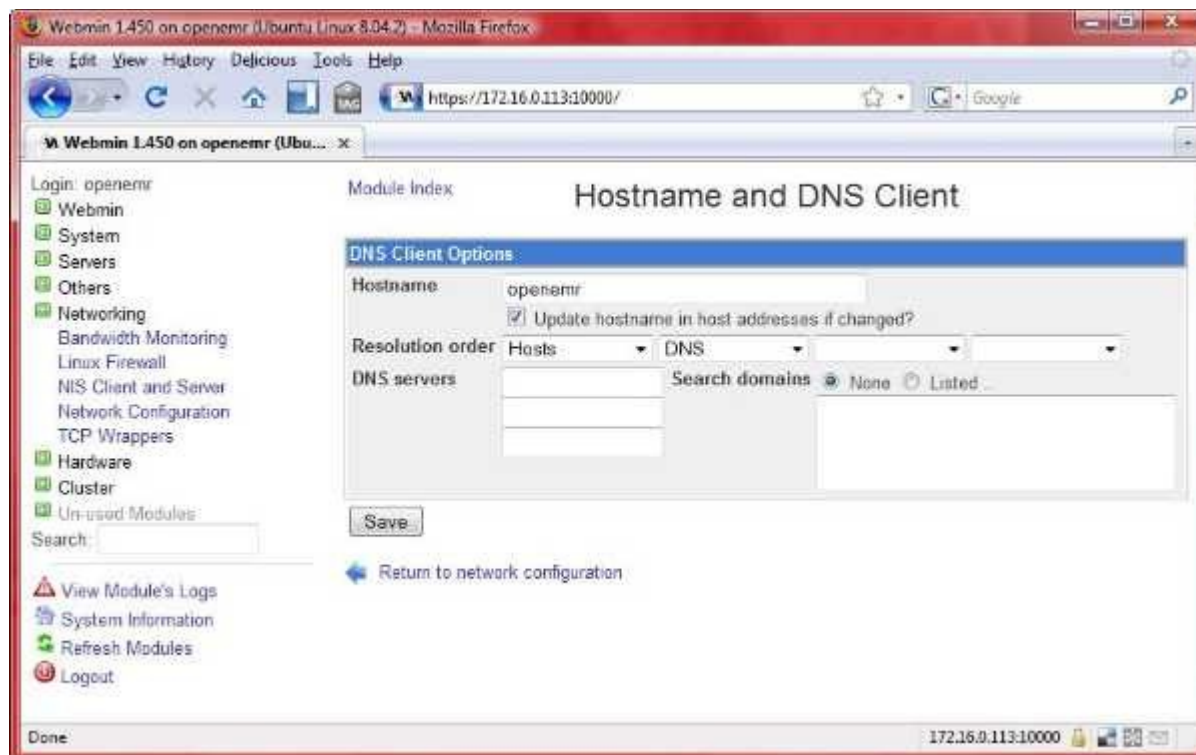 Webmin 1.450 on openemr (Ubuntu Linux 8.04.2) - Mozilla Firefox
File Edit View History Delicious Tools Help
https://172.16.0.113:10000/
Google
Webmin 1.450 on openemr (Ubu...
Login: openemr
Webmin
System
Servers
Others
Networking
Bandwidth Monitoring
Linux Firewall
NIS Client and Server
Network Configuration
TCP Wrappers
Hardware
Cluster
Un-used Modules
Search:
View Module's Logs
System Information
Refresh Modules
Logout
Module Index
Hostname and DNS Client
DNS Client Options
Hostname openemr
Update hostname in host addresses if changed?
Resolution order Hosts DNS
DNS servers Search domains None Listed ..
Save
Return to network configuration
Done 172.16.0.113:10000